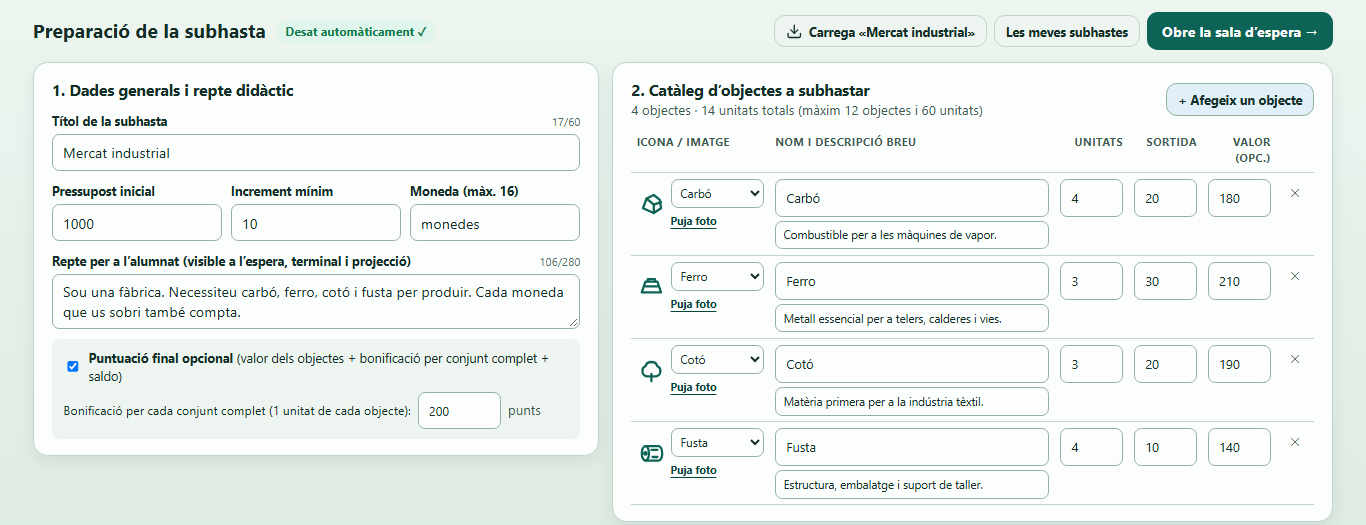 Preparació de la subhasta
Desat automàticament ✓
Carrega «Mercat industrial»
Les meves subhastes
Obre la sala d’espera →
1. Dades generals i repte didàctic
Títol de la subhasta
17/60
Mercat industrial
Pressupost inicial
Increment mínim
Moneda (màx. 16)
1000
10
monedes
Repte per a l’alumnat (visible a l’espera, terminal i projecció)
106/280
Sou una fàbrica. Necessiteu carbó, ferro, cotó i fusta per produir. Cada moneda
que us sobri també compta.
Puntuació final opcional (valor dels objectes + bonificació per conjunt complet +
saldo)
Bonificació per cada conjunt complet (1 unitat de cada objecte):
200
punts
2. Catàleg d’objectes a subhastar
4 objectes · 14 unitats totals (màxim 12 objectes i 60 unitats)
+ Afegeix un objecte
ICONA / IMATGE
NOM I DESCRIPCIÓ BREU
UNITATS
SORTIDA
VALOR
(OPC.)
Carbó
Puja foto
Carbó
Combustible per a les màquines de vapor.
4
20
180
×
Ferro
Puja foto
Ferro
Metall essencial per a telers, calderes i vies.
3
30
210
×
Cotó
Puja foto
Cotó
Matèria primera per a la indústria tèxtil.
3
20
190
×
Fusta
Puja foto
Fusta
Estructura, embalatge i suport de taller.
4
10
140
×